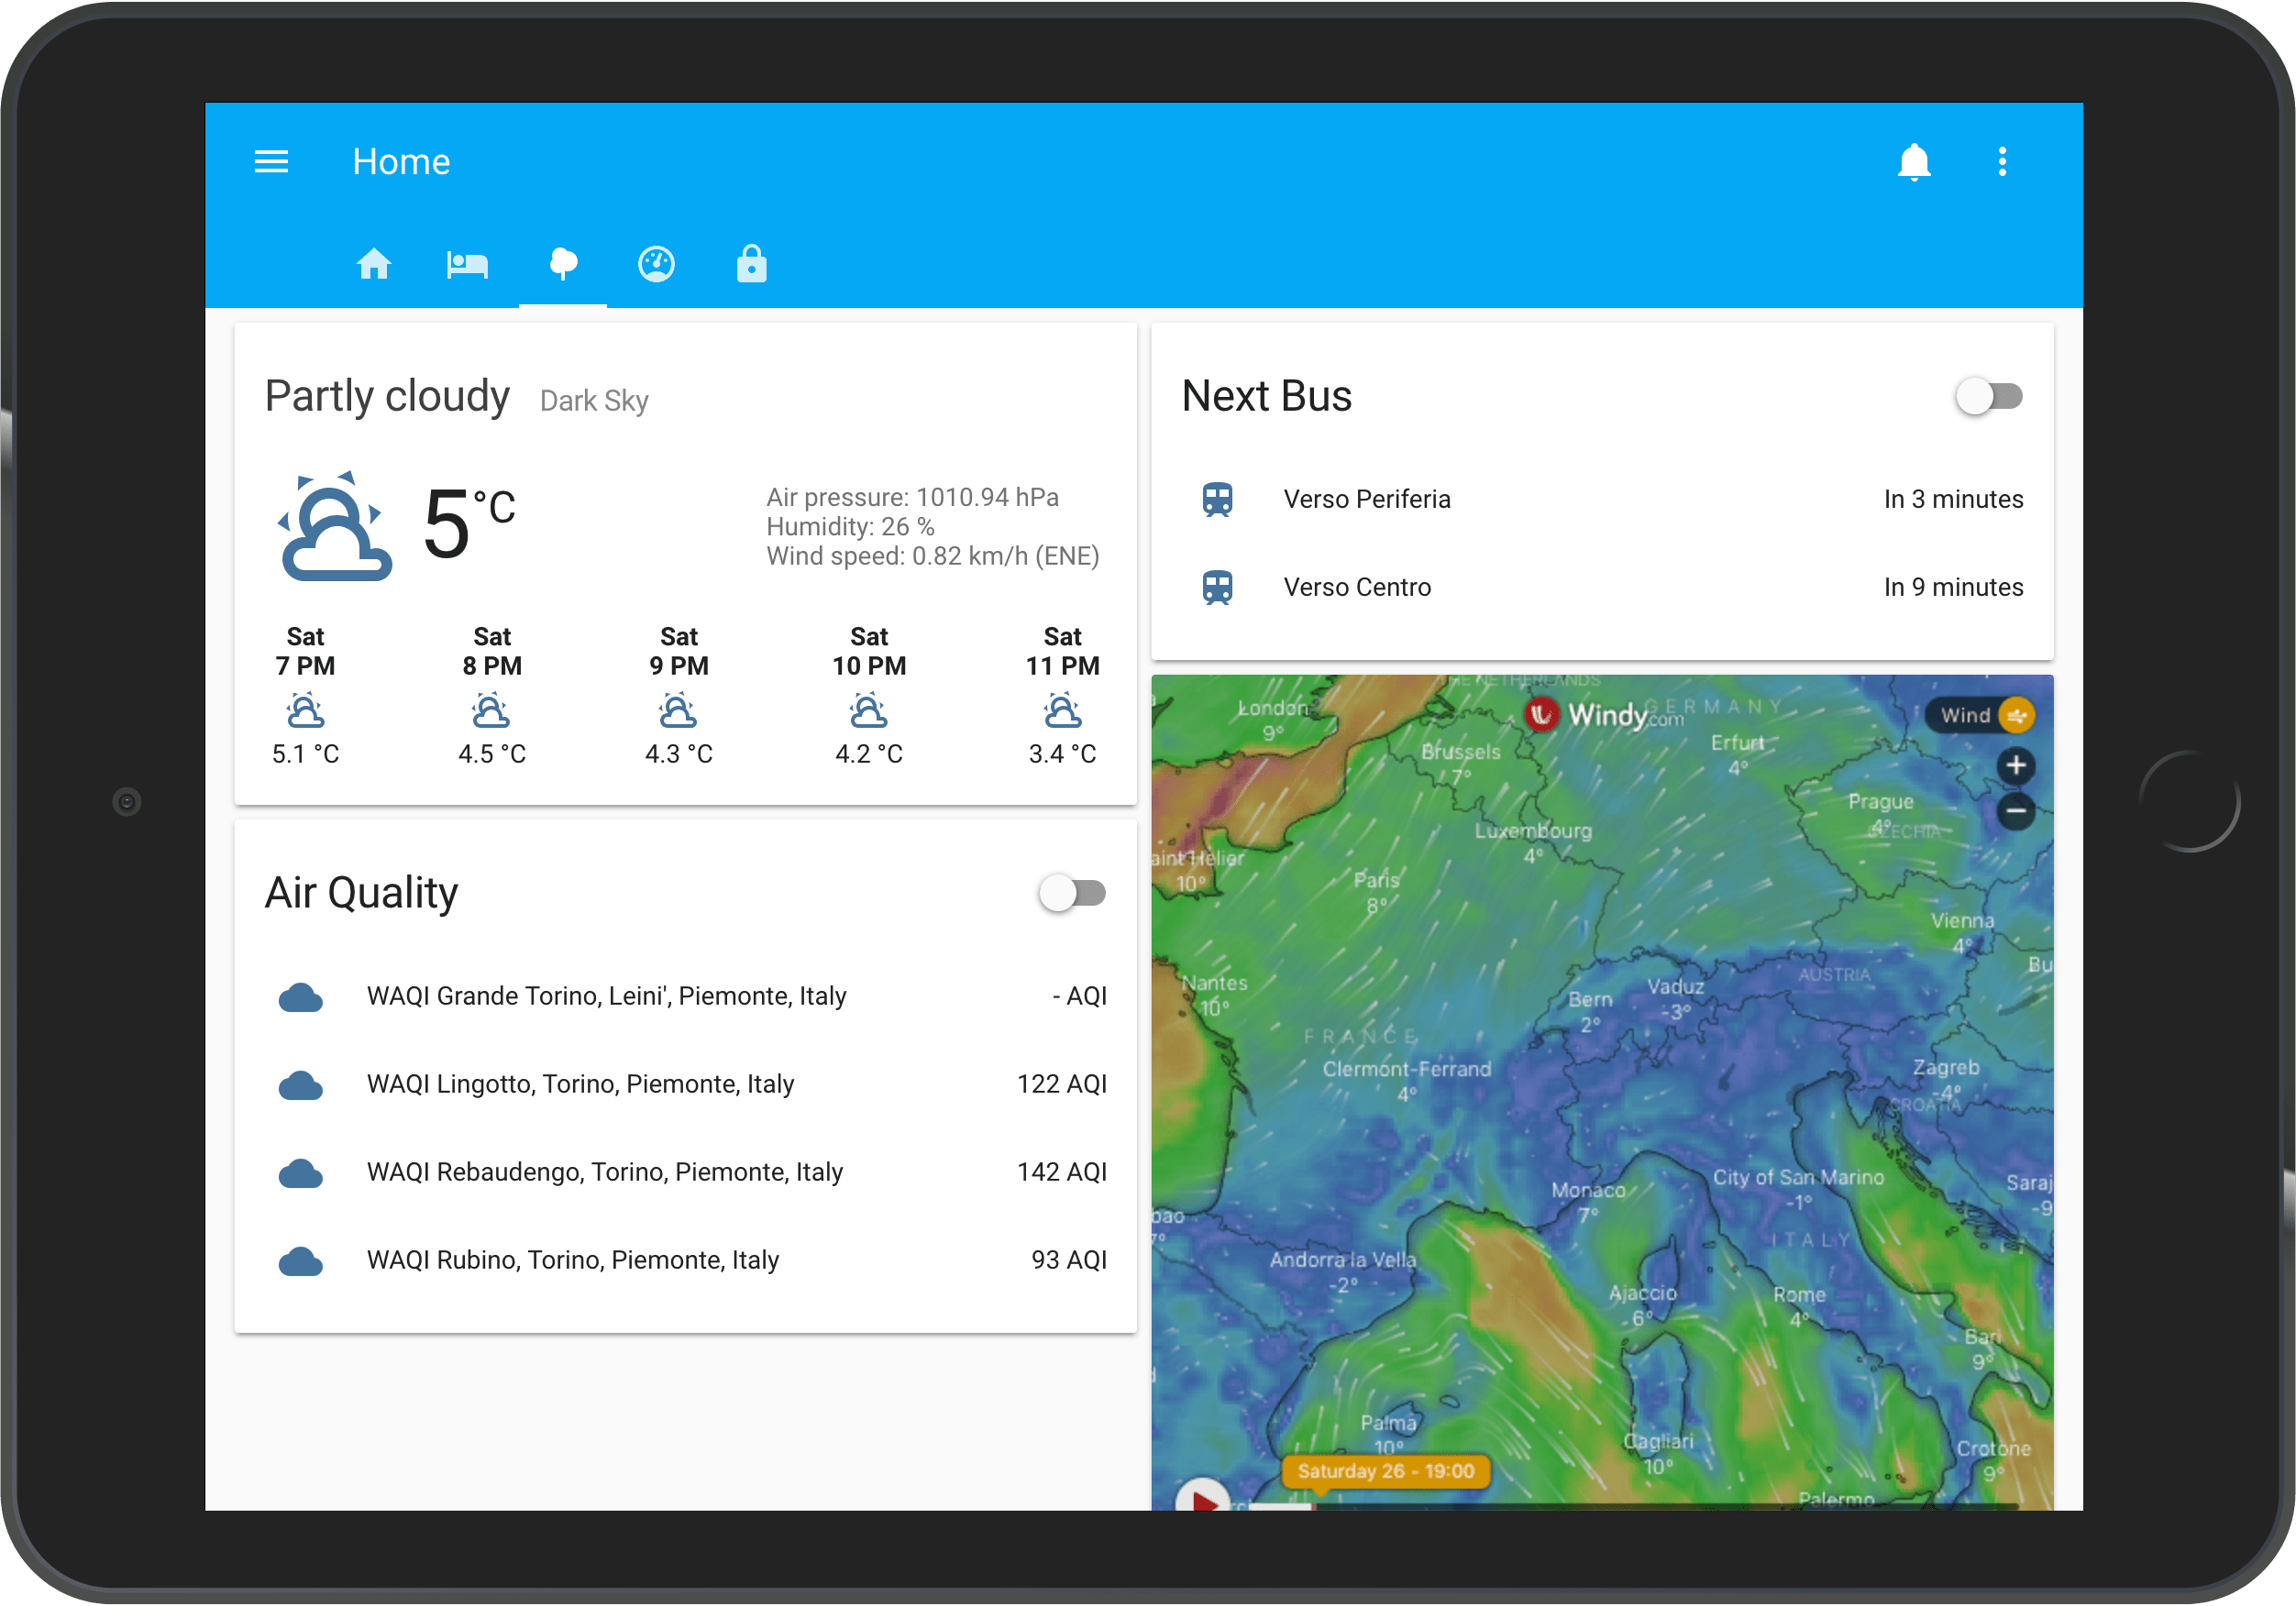 Home
Partly cloudy Dark Sky
5 °C
Air pressure: 1010.94 hPa
Humidity: 26 %
Wind speed: 0.82 km/h (ENE)
Sat Sat Sat Sat Sat
7 PM 8 PM 9 PM 10 PM 11 PM
5.1 °C 4.5 °C 4.3 °C 4.2 °C 3.4 °C
Air Quality
WAQI Grande Torino, Leini', Piemonte, Italy - AQI
WAQI Lingotto, Torino, Piemonte, Italy 122 AQI
WAQI Rebaudengo, Torino, Piemonte, Italy 142 AQI
WAQI Rubino, Torino, Piemonte, Italy 93 AQI
Next Bus
Verso Periferia In 3 minutes
Verso Centro In 9 minutes
THE NETHERLANDS
London
9°
Windy.com
GERMANY
Wind
Brussels
7°
Erfurt
4°
+
−
Prague
4°
CZECHIA
Luxembourg
4°
aint Helier
10°
Paris
8°
Vienna
4°
Bu
Nantes
10°
AUSTRIA
Vaduz
-3°
Bern
2°
FRANCE
Clermont-Ferrand
4°
Zagreb
-4°
CROATIA
City of San Marino
-1°
Saraj
-9
Monaco
7°
bao
7°
ITALY
Andorra la Vella
-2°
Ajaccio
6°
Rome
4°
Bari
9°
Palma
10°
Cagliari
10°
Crotone
9°
Saturday 26 - 19:00
Palermo